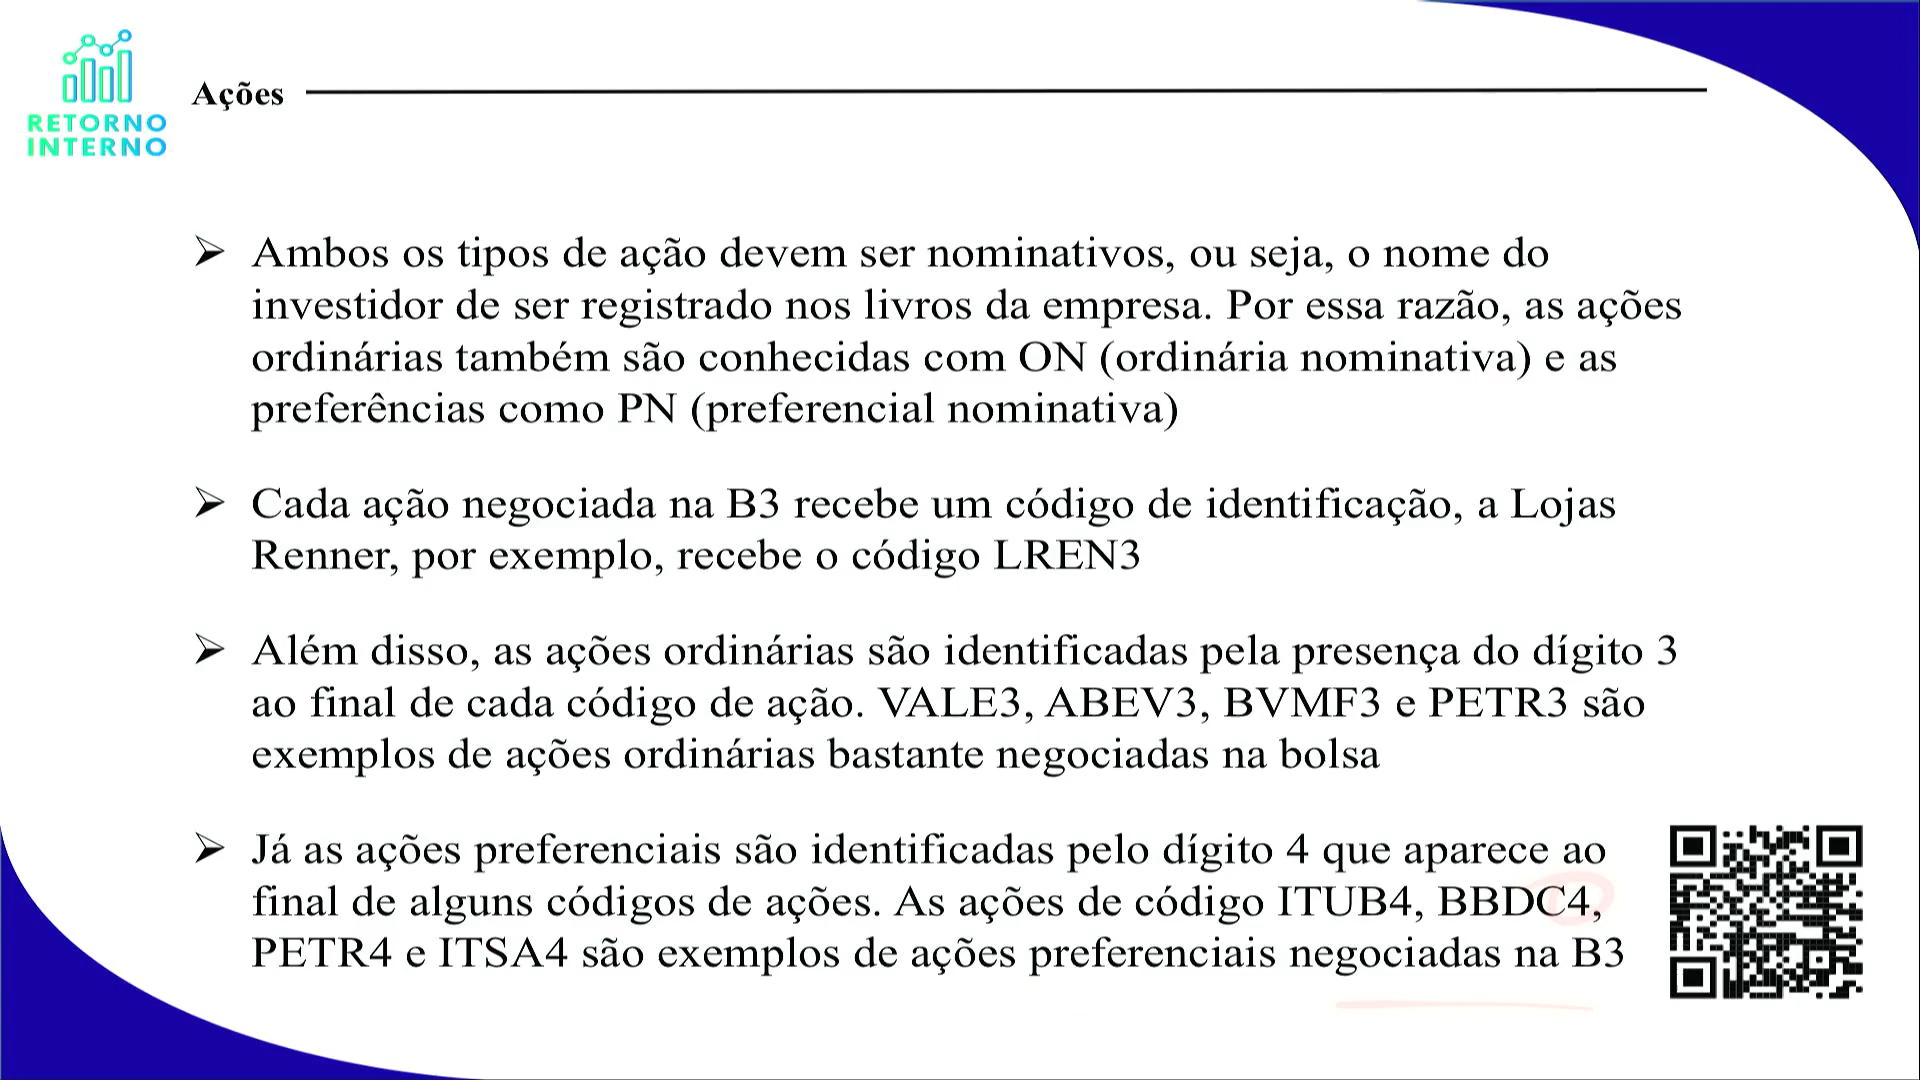 RETORNO
INTERNO
Ações
Ambos os tipos de ação devem ser nominativos, ou seja, o nome do
investidor de ser registrado nos livros da empresa. Por essa razão, as ações
ordinárias também são conhecidas com ON (ordinária nominativa) e as
preferências como PN (preferencial nominativa)
Cada ação negociada na B3 recebe um código de identificação, a Lojas
Renner, por exemplo, recebe o código LREN3
Além disso, as ações ordinárias são identificadas pela presença do dígito 3
ao final de cada código de ação. VALE3, ABEV3, BVMF3 e PETR3 são
exemplos de ações ordinárias bastante negociadas na bolsa
Já as ações preferenciais são identificadas pelo dígito 4 que aparece ao
final de alguns códigos de ações. As ações de código ITUB4, BBDC4,
PETR4 e ITSA4 são exemplos de ações preferenciais negociadas na B3